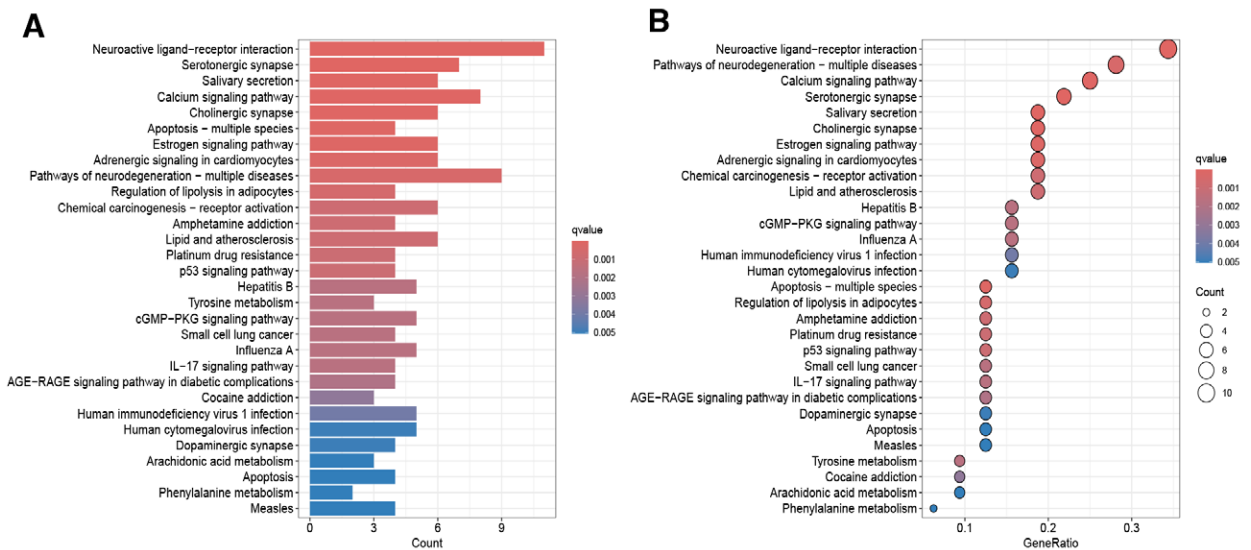 A
Neuroactive ligand−receptor interaction
Serotonergic synapse
Salivary secretion
Calcium signaling pathway
Cholinergic synapse
Apoptosis − multiple species
Estrogen signaling pathway
Adrenergic signaling in cardiomyocytes
Pathways of neurodegeneration − multiple diseases
Regulation of lipolysis in adipocytes
Chemical carcinogenesis − receptor activation
Amphetamine addiction
Lipid and atherosclerosis
Platinum drug resistance
p53 signaling pathway
Hepatitis B
Tyrosine metabolism
cGMP−PKG signaling pathway
Small cell lung cancer
Influenza A
IL−17 signaling pathway
AGE−RAGE signaling pathway in diabetic complications
Cocaine addiction
Human immunodeficiency virus 1 infection
Human cytomegalovirus infection
Dopaminergic synapse
Arachidonic acid metabolism
Apoptosis
Phenylalanine metabolism
Measles
0 3 6 9
Count
qvalue
0.001
0.002
0.003
0.004
0.005
B
Neuroactive ligand−receptor interaction
Pathways of neurodegeneration − multiple diseases
Calcium signaling pathway
Serotonergic synapse
Salivary secretion
Cholinergic synapse
Estrogen signaling pathway
Adrenergic signaling in cardiomyocytes
Chemical carcinogenesis − receptor activation
Lipid and atherosclerosis
Hepatitis B
cGMP−PKG signaling pathway
Influenza A
Human immunodeficiency virus 1 infection
Human cytomegalovirus infection
Apoptosis − multiple species
Regulation of lipolysis in adipocytes
Amphetamine addiction
Platinum drug resistance
p53 signaling pathway
Small cell lung cancer
IL−17 signaling pathway
AGE−RAGE signaling pathway in diabetic complications
Dopaminergic synapse
Apoptosis
Measles
Tyrosine metabolism
Cocaine addiction
Arachidonic acid metabolism
Phenylalanine metabolism
0.1 0.2 0.3
GeneRatio
qvalue
0.001
0.002
0.003
0.004
0.005
Count
2
4
6
8
10